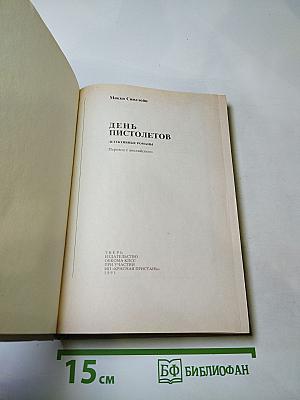 Микки Спиллейн
ДЕНЬ
ПИСТОЛЕТОВ
ДЕТЕКТИВНЫЕ РОМАНЫ
Перевод с английского
ТВЕРЬ
ИЗДАТЕЛЬСТВО
ОБКОМА КПСС
ПРИ УЧАСТИИ
МП «КРАСНАЯ ПРИСТАНЬ»
1991
15 см
БФ БИБЛИОФАН